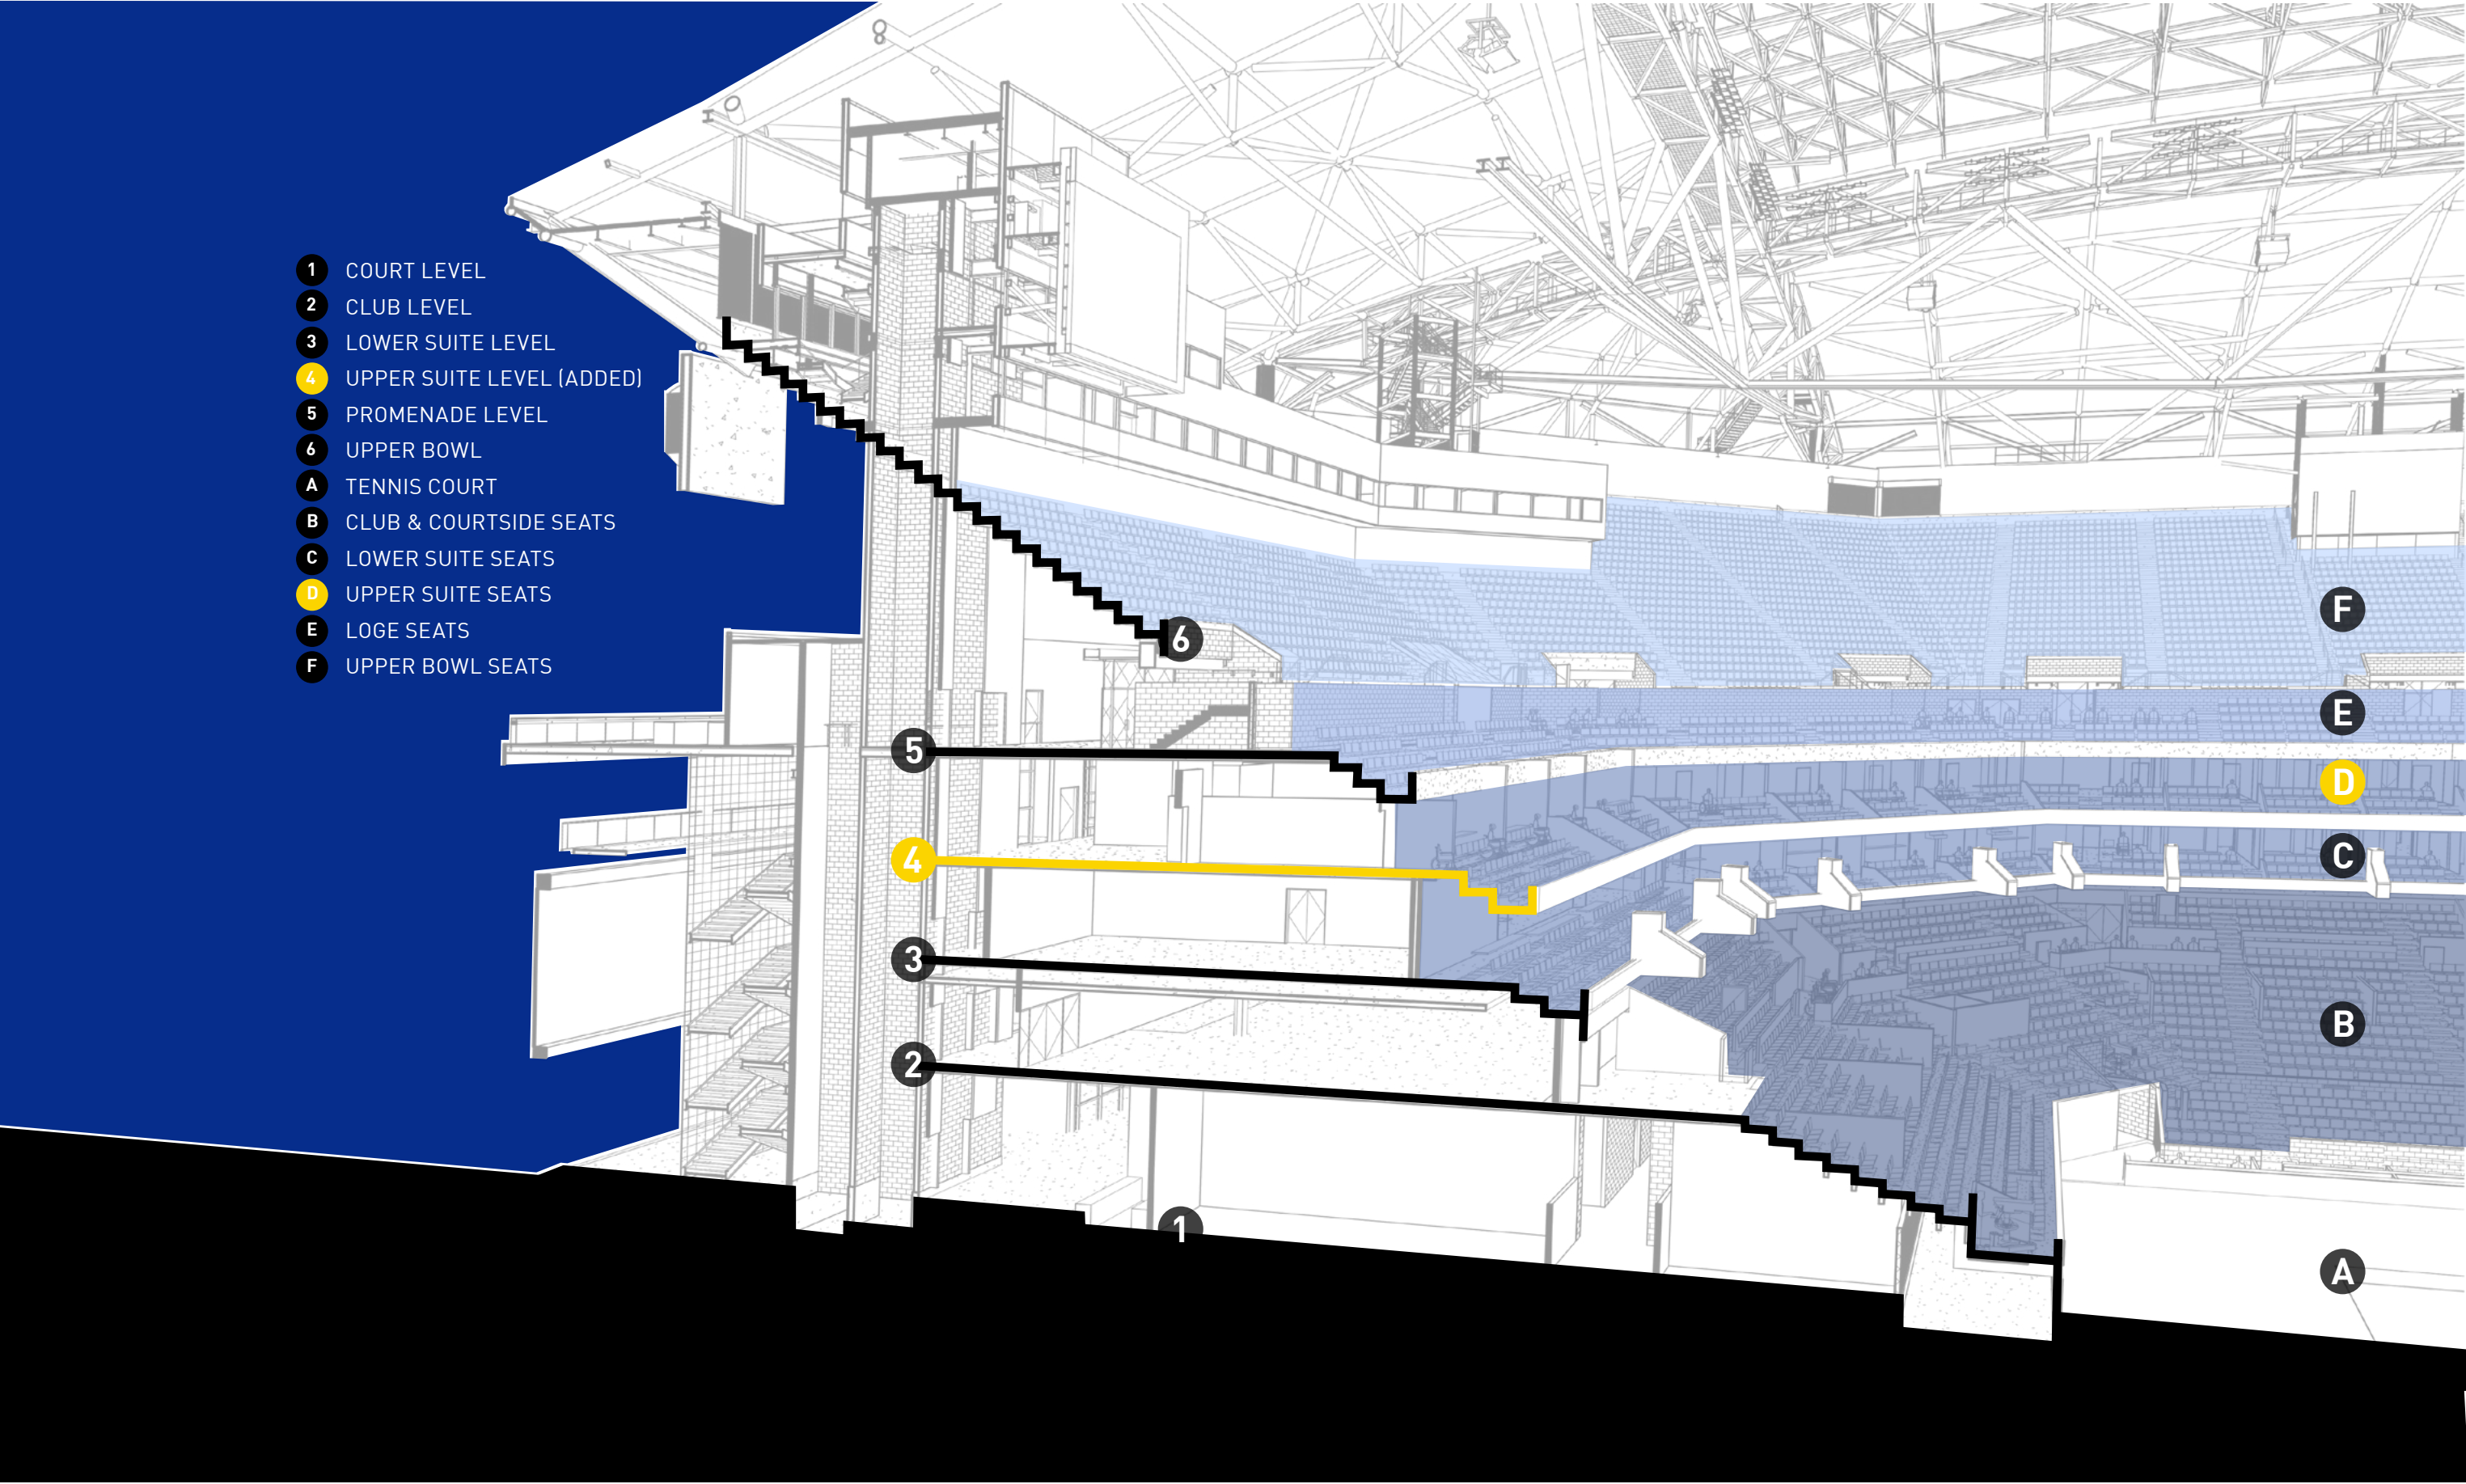 1 COURT LEVEL
2 CLUB LEVEL
3 LOWER SUITE LEVEL
4 UPPER SUITE LEVEL (ADDED)
5 PROMENADE LEVEL
6 UPPER BOWL
A TENNIS COURT
B CLUB & COURTSIDE SEATS
C LOWER SUITE SEATS
D UPPER SUITE SEATS
E LOGE SEATS
F UPPER BOWL SEATS
F
6
E
5
D
C
4
3
B
2
1
A